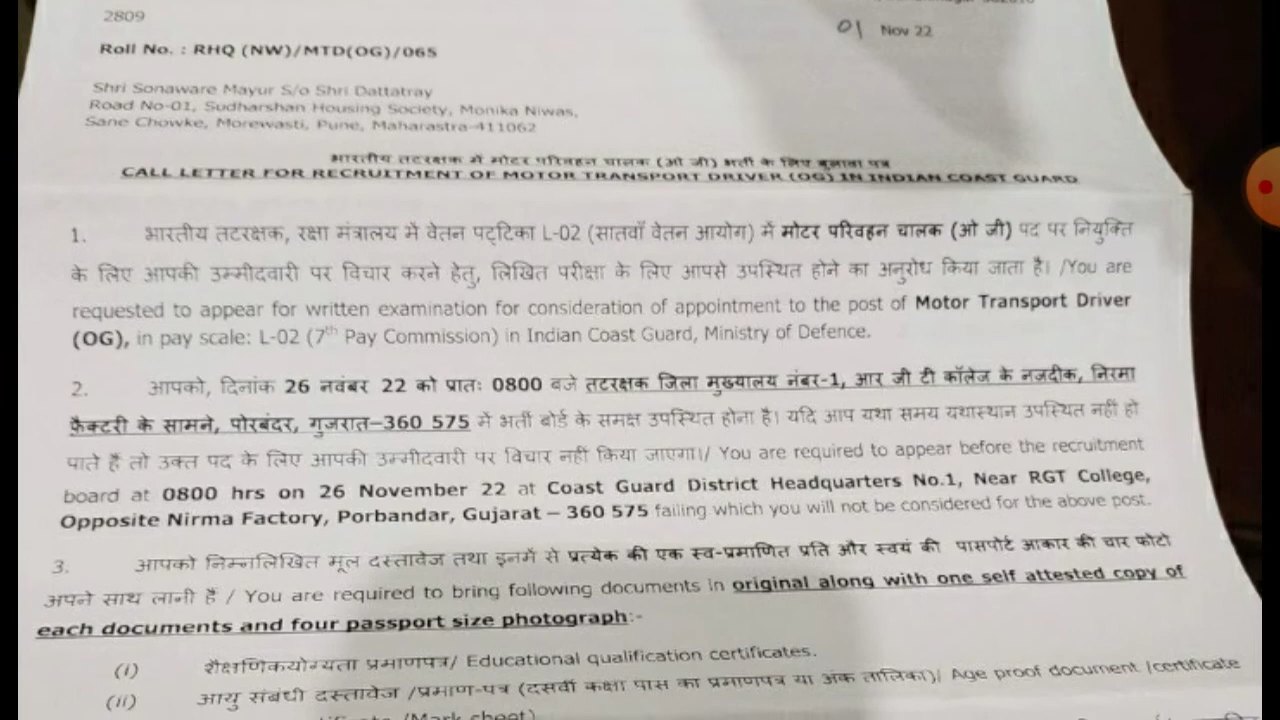 2809
01 Nov 22
Roll No. : RHQ (NW)/MTD(OG)/065
Shri Sonaware Mayur S/o Shri Dattatray
Road No-01, Sudharshan Housing Society, Monika Niwas,
Sane Chowke, Morewasti, Pune, Maharastra-411062
भारतीय तटरक्षक में मोटर परिवहन चालक (ओ जी) भर्ती के लिए बुलावा पत्र
CALL LETTER FOR RECRUITMENT OF MOTOR TRANSPORT DRIVER (OG) IN INDIAN COAST GUARD
1. भारतीय तटरक्षक, रक्षा मंत्रालय में वेतन पट्टिका L-02 (सातवाँ वेतन आयोग) में मोटर परिवहन चालक (ओ जी) पद पर नियुक्ति
के लिए आपकी उम्मीदवारी पर विचार करने हेतु, लिखित परीक्षा के लिए आपसे उपस्थित होने का अनुरोध किया जाता है। /You are
requested to appear for written examination for consideration of appointment to the post of Motor Transport Driver
(OG), in pay scale: L-02 (7th Pay Commission) in Indian Coast Guard, Ministry of Defence.
2. आपको, दिनांक 26 नवंबर 22 को प्रातः 0800 बजे तटरक्षक जिला मुख्यालय नंबर-1, आर जी टी कॉलेज के नजदीक, निरमा
फ़ैक्टरी के सामने, पोरबंदर, गुजरात–360 575 में भर्ती बोर्ड के समक्ष उपस्थित होना है। यदि आप यथा समय यथास्थान उपस्थित नहीं हो
पाते हैं तो उक्त पद के लिए आपकी उम्मीदवारी पर विचार नहीं किया जाएगा।/ You are required to appear before the recruitment
board at 0800 hrs on 26 November 22 at Coast Guard District Headquarters No.1, Near RGT College,
Opposite Nirma Factory, Porbandar, Gujarat – 360 575 failing which you will not be considered for the above post.
3. आपको निम्नलिखित मूल दस्तावेज तथा इनमें से प्रत्येक की एक स्व-प्रमाणित प्रति और स्वयं की पासपोर्ट आकार की चार फोटो
अपने साथ लानी हैं / You are required to bring following documents in original along with one self attested copy of
each documents and four passport size photograph:-
(i) शैक्षणिकयोग्यता प्रमाणपत्र/ Educational qualification certificates.
(ii) आयु संबंधी दस्तावेज /प्रमाण-पत्र (दसवीं कक्षा पास का प्रमाणपत्र या अंक तालिका)/ Age proof document /certificate
(Mark sheet)